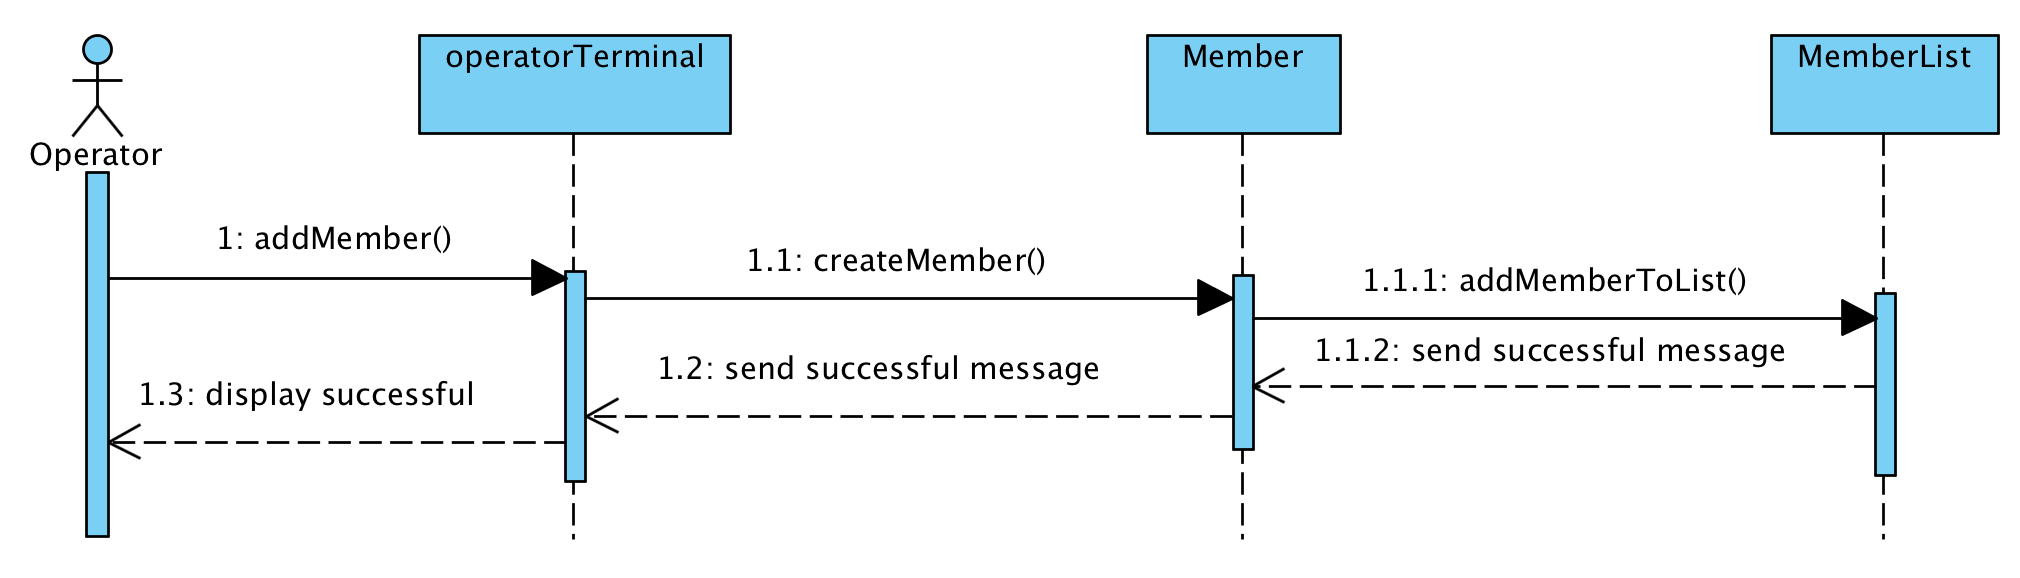 operatorTerminal
Member
MemberList
Operator
1: addMember()
1.1: createMember()
1.1.1: addMemberToList()
1.1.2: send successful message
1.2: send successful message
1.3: display successful